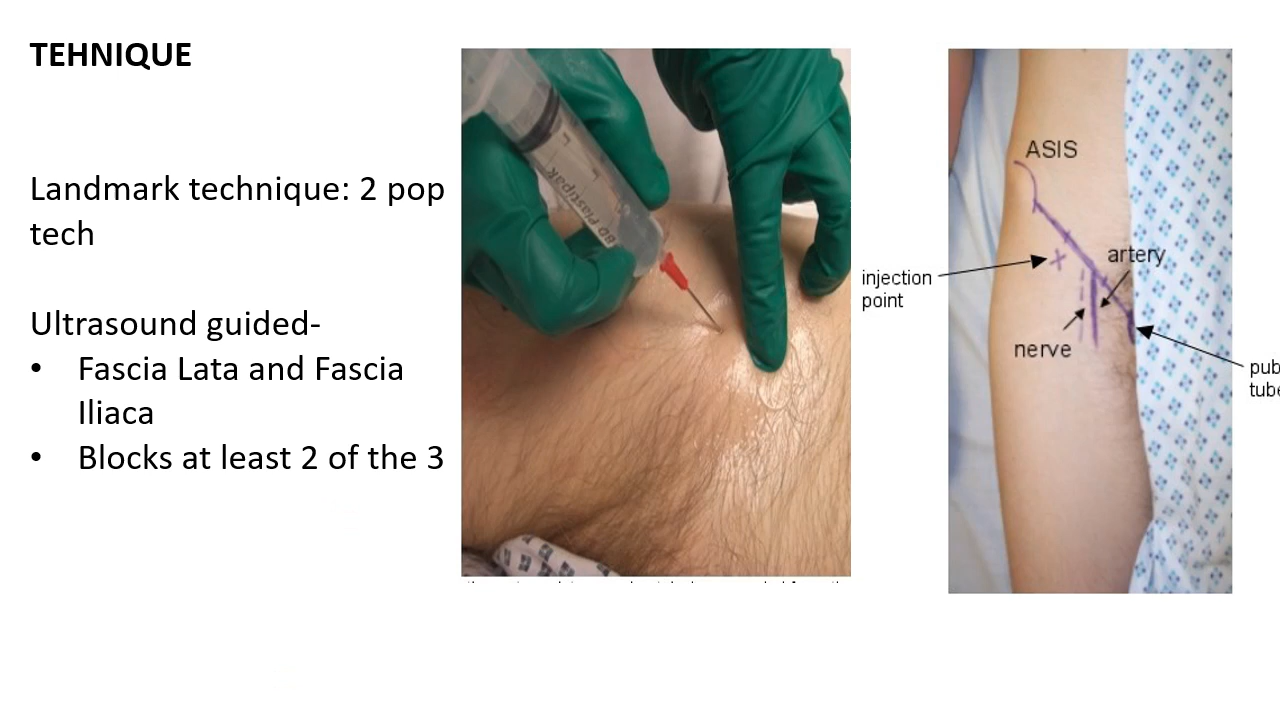 TEHNIQUE
Landmark technique: 2 pop
tech
Ultrasound guided-
• Fascia Lata and Fascia
Iliaca
• Blocks at least 2 of the 3
BD Plastipak
ASIS
artery
injection
point
nerve